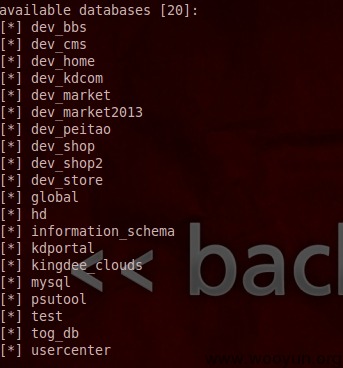 available databases [20]:
[*] dev_bbs
[*] dev_cms
[*] dev_home
[*] dev_kdcom
[*] dev_market
[*] dev_market2013
[*] dev_peitao
[*] dev_shop
[*] dev_shop2
[*] dev_store
[*] global
[*] hd
[*] information_schema
[*] kdportal
[*] kingdee_clouds
[*] mysql
[*] psutool
[*] test
[*] tog_db
[*] usercenter
<< back